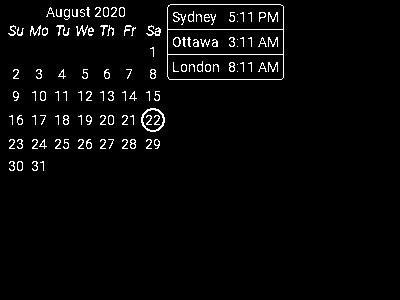 August 2020
Su Mo Tu We Th Fr Sa
1
2 3 4 5 6 7 8
9 10 11 12 13 14 15
16 17 18 19 20 21 22
23 24 25 26 27 28 29
30 31
Sydney 5:11 PM
Ottawa 3:11 AM
London 8:11 AM